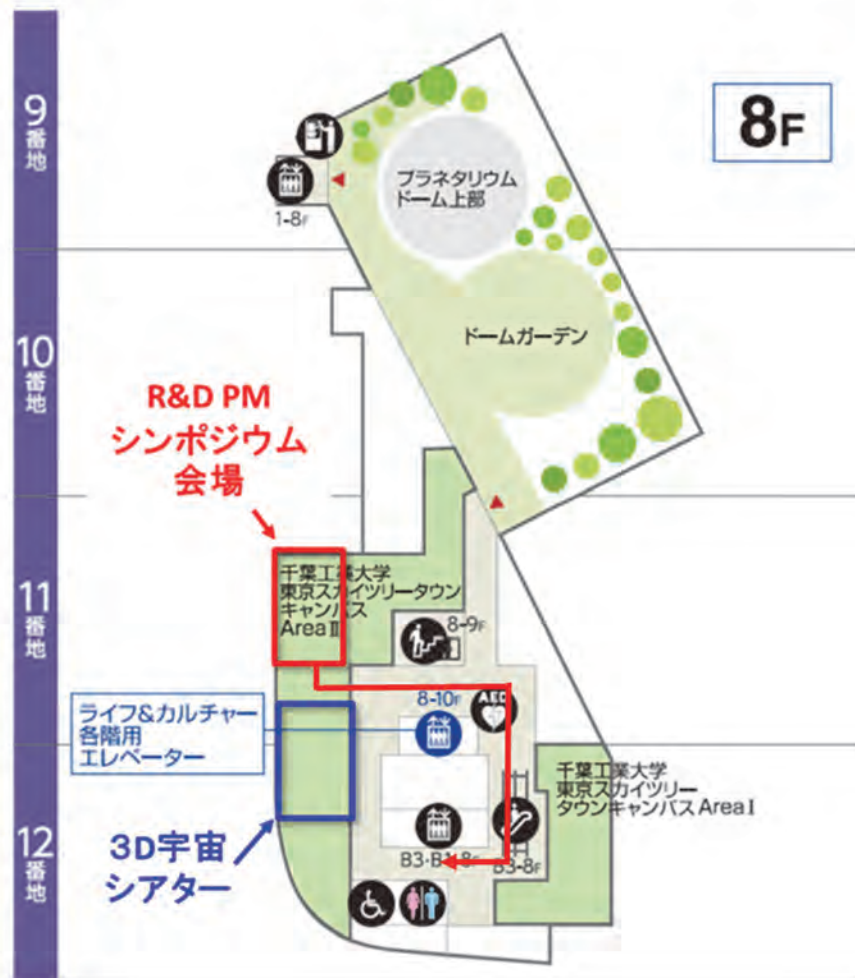 8F
9
番地
プラネタリウム
ドーム上部
1-8F
10
番地
ドームガーデン
R&D PM
シンポジウム
会場
11
番地
千葉工業大学
東京スカイツリータウン
キャンパス
Area II
8-9F
8-10F
AED
ライフ&カルチャー
各階用
エレベーター
千葉工業大学
東京スカイツリー
タウンキャンパス Area I
12
番地
3D宇宙
シアター
B3・B1・8F
B3-8F